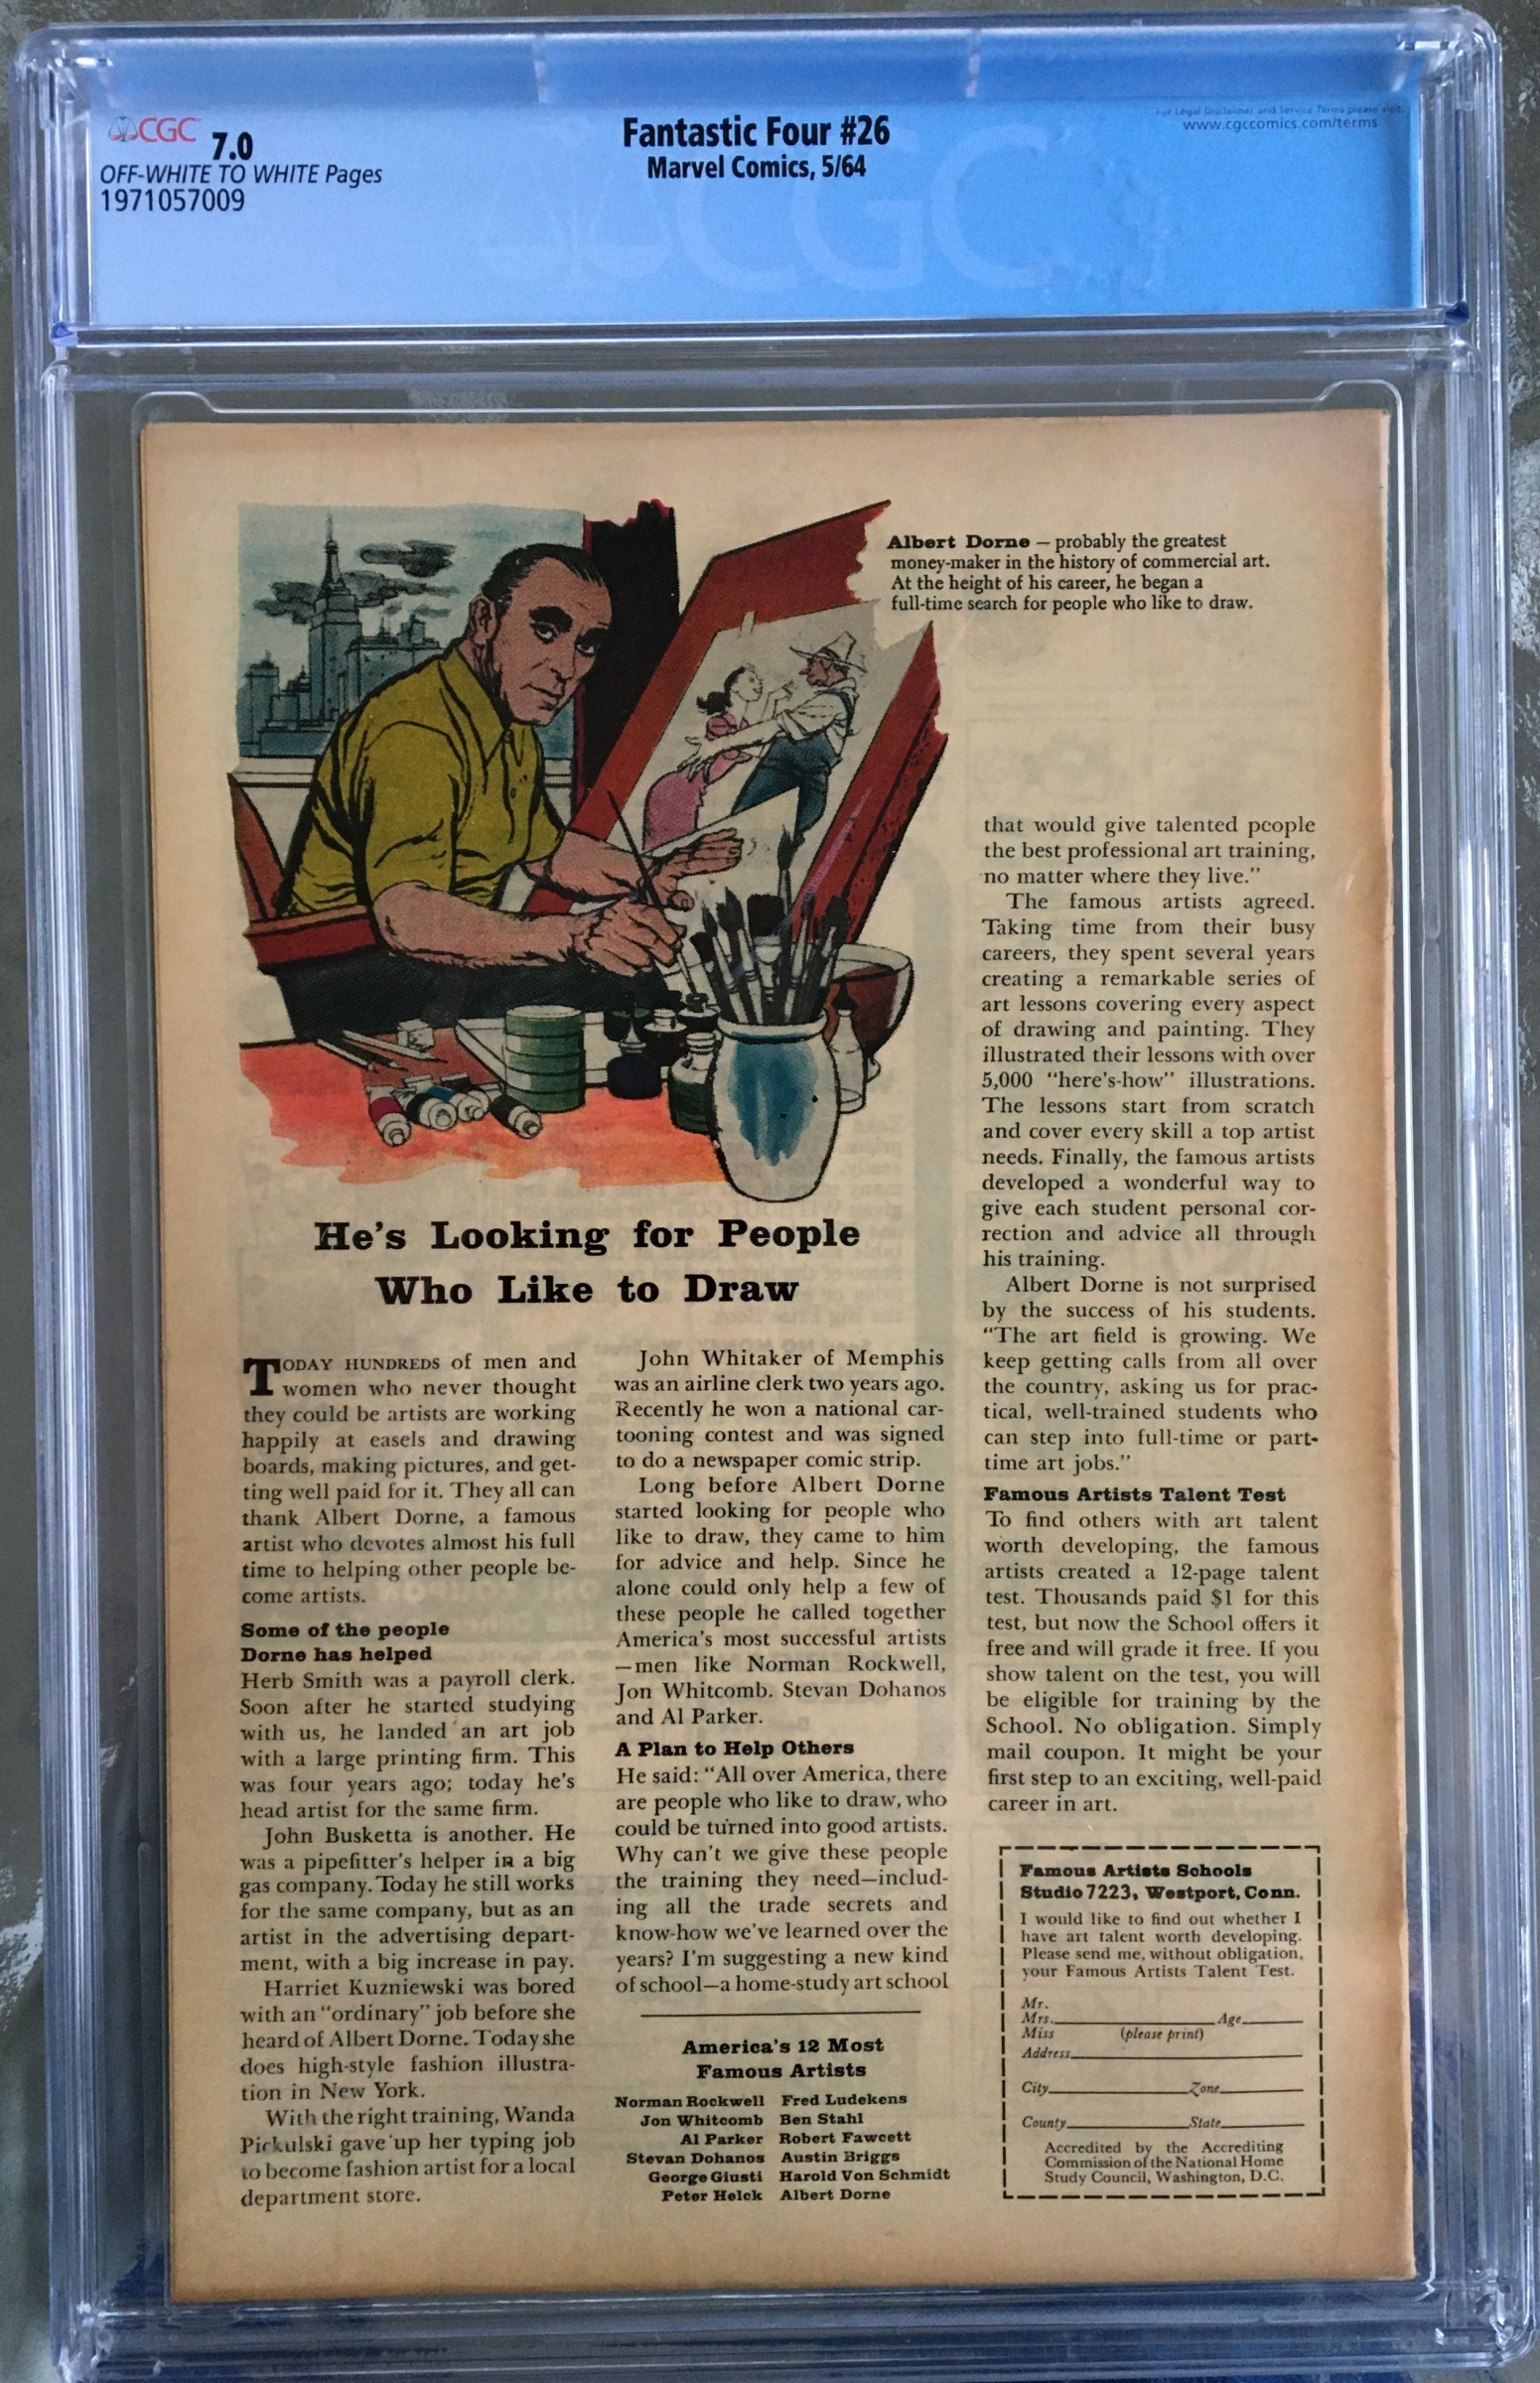 CGC 7.0
OFF-WHITE TO WHITE Pages
1971057009
Fantastic Four #26
Marvel Comics, 5/64
For Legal Disclaimer and Service Terms please visit:
www.cgccomics.com/terms
CGC
Albert Dorne — probably the greatest
money-maker in the history of commercial art.
At the height of his career, he began a
full-time search for people who like to draw.
He's Looking for People
Who Like to Draw
TODAY HUNDREDS of men and
women who never thought
they could be artists are working
happily at easels and drawing
boards, making pictures, and get-
ting well paid for it. They all can
thank Albert Dorne, a famous
artist who devotes almost his full
time to helping other people be-
come artists.
Some of the people
Dorne has helped
Herb Smith was a payroll clerk.
Soon after he started studying
with us, he landed an art job
with a large printing firm. This
was four years ago; today he's
head artist for the same firm.
John Busketta is another. He
was a pipefitter's helper in a big
gas company. Today he still works
for the same company, but as an
artist in the advertising depart-
ment, with a big increase in pay.
Harriet Kuzniewski was bored
with an "ordinary" job before she
heard of Albert Dorne. Today she
does high-style fashion illustra-
tion in New York.
With the right training, Wanda
Pickulski gave up her typing job
to become fashion artist for a local
department store.
John Whitaker of Memphis
was an airline clerk two years ago.
Recently he won a national car-
tooning contest and was signed
to do a newspaper comic strip.
Long before Albert Dorne
started looking for people who
like to draw, they came to him
for advice and help. Since he
alone could only help a few of
these people he called together
America's most successful artists
—men like Norman Rockwell,
Jon Whitcomb. Stevan Dohanos
and Al Parker.
A Plan to Help Others
He said: "All over America, there
are people who like to draw, who
could be turned into good artists.
Why can't we give these people
the training they need—includ-
ing all the trade secrets and
know-how we've learned over the
years? I'm suggesting a new kind
of school—a home-study art school
America's 12 Most
Famous Artists
Norman Rockwell Fred Ludekens
Jon Whitcomb Ben Stahl
Al Parker Robert Fawcett
Stevan Dohanos Austin Briggs
George Giusti Harold Von Schmidt
Peter Helck Albert Dorne
that would give talented people
the best professional art training,
no matter where they live."
The famous artists agreed.
Taking time from their busy
careers, they spent several years
creating a remarkable series of
art lessons covering every aspect
of drawing and painting. They
illustrated their lessons with over
5,000 "here's-how" illustrations.
The lessons start from scratch
and cover every skill a top artist
needs. Finally, the famous artists
developed a wonderful way to
give each student personal cor-
rection and advice all through
his training.
Albert Dorne is not surprised
by the success of his students.
"The art field is growing. We
keep getting calls from all over
the country, asking us for prac-
tical, well-trained students who
can step into full-time or part-
time art jobs."
Famous Artists Talent Test
To find others with art talent
worth developing, the famous
artists created a 12-page talent
test. Thousands paid $1 for this
test, but now the School offers it
free and will grade it free. If you
show talent on the test, you will
be eligible for training by the
School. No obligation. Simply
mail coupon. It might be your
first step to an exciting, well-paid
career in art.
Famous Artists Schools
Studio 7223, Westport, Conn.
I would like to find out whether I
have art talent worth developing.
Please send me, without obligation,
your Famous Artists Talent Test.
Mr.
Mrs. Age
Miss (please print)
Address
City Zone
County State
Accredited by the Accrediting
Commission of the National Home
Study Council, Washington, D.C.